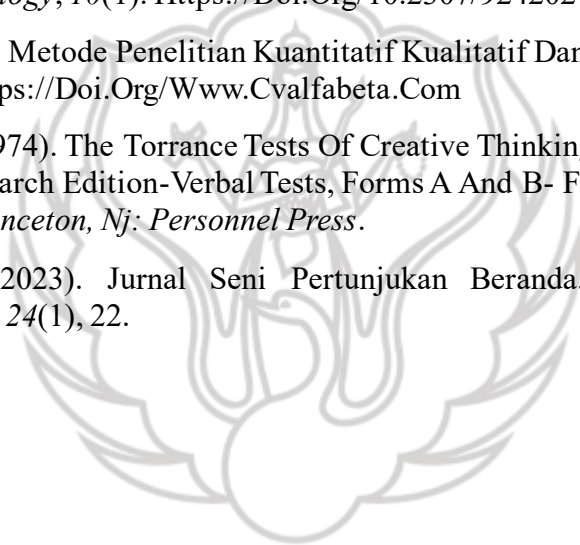 ology, 10(1). Https://Doi.Org/10.2307/924202
Metode Penelitian Kuantitatif Kualitatif Dan
ps://Doi.Org/Www.Cvalfabeta.Com
974). The Torrance Tests Of Creative Thinking
arch Edition-Verbal Tests, Forms A And B- F
nceton, Nj: Personnel Press.
2023). Jurnal Seni Pertunjukan Beranda.
24(1), 22.